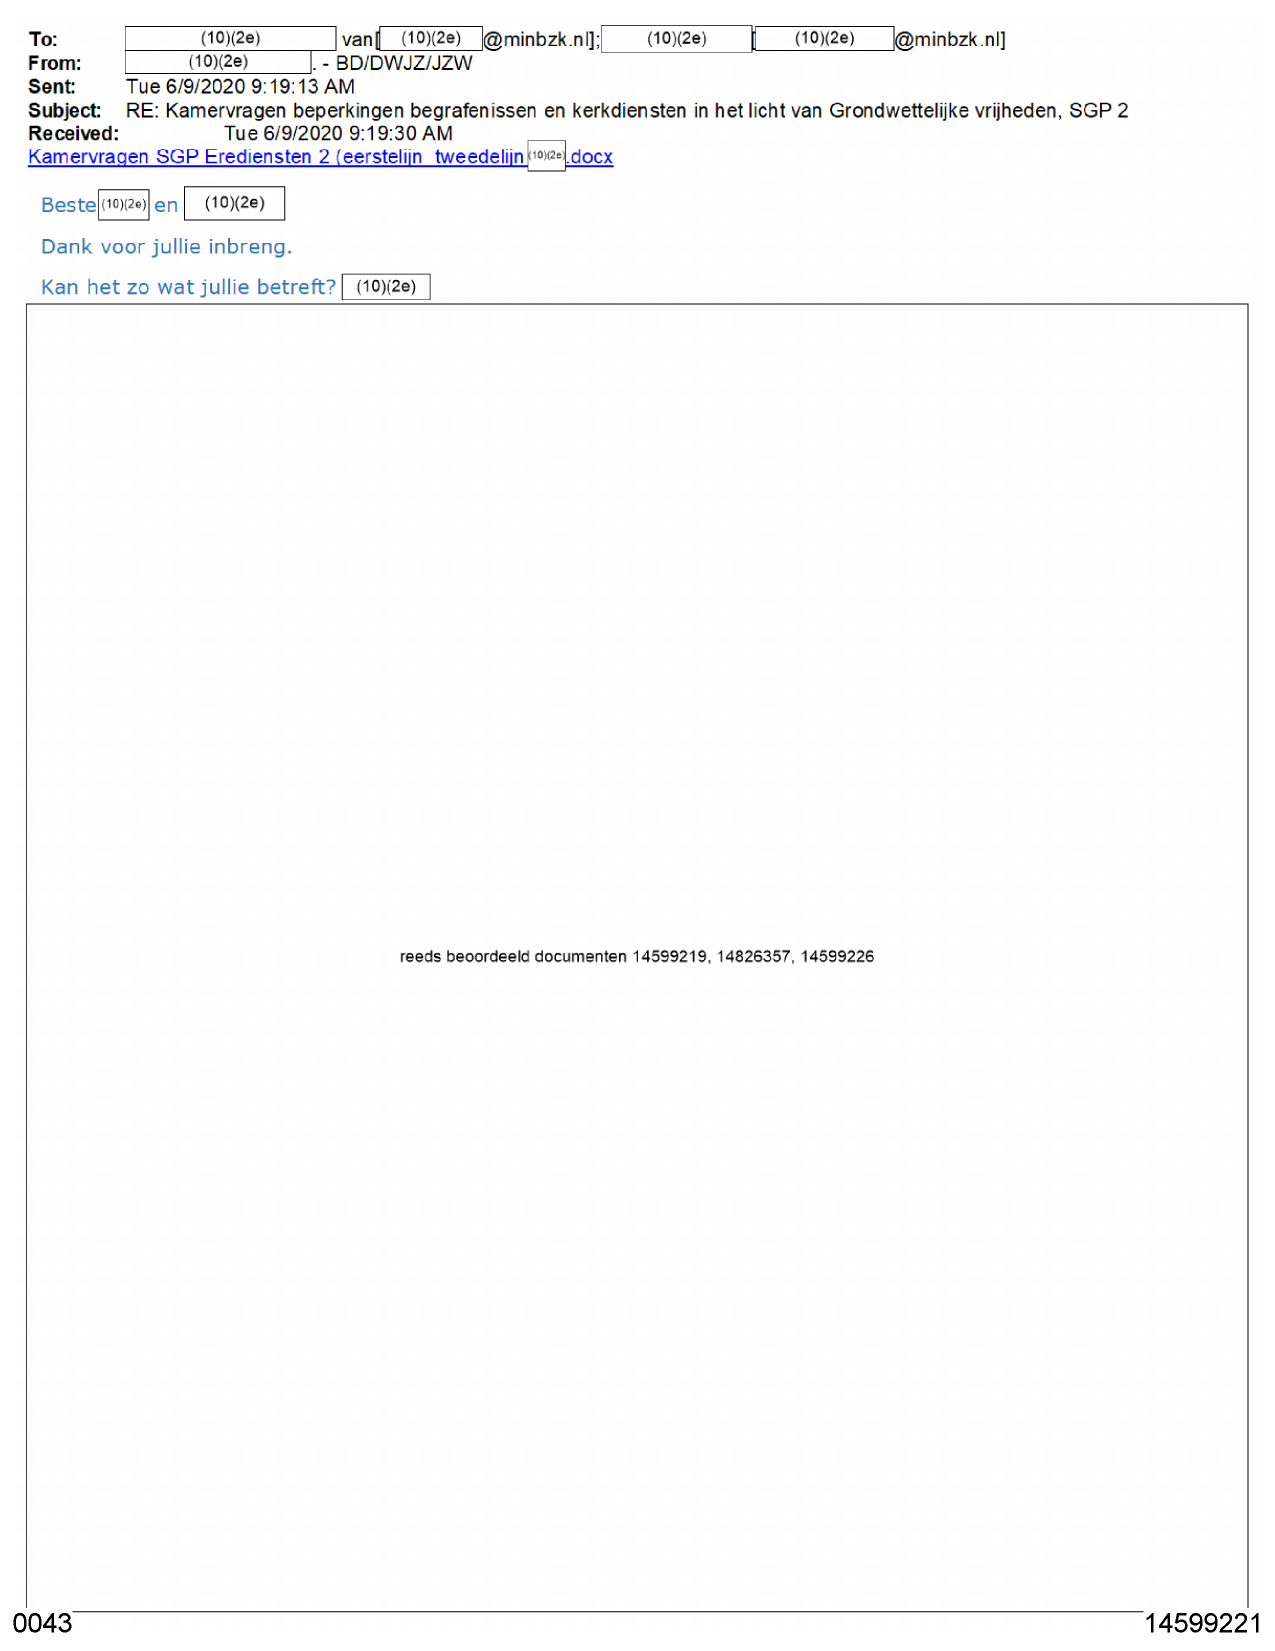 To: (10)(2e) van[ (10)(2e) @minbzk.nl]; (10)(2e) [ (10)(2e) @minbzk.nl]
From: (10)(2e) . - BD/DWJZ/JZW
Sent: Tue 6/9/2020 9:19:13 AM
Subject: RE: Kamervragen beperkingen begrafenissen en kerkdiensten in het licht van Grondwettelijke vrijheden, SGP 2
Received: Tue 6/9/2020 9:19:30 AM
Kamervragen SGP Erediensten 2 (eerstelijn_tweedelijn (10)(2e) .docx
Beste (10)(2e) en (10)(2e)
Dank voor jullie inbreng.
Kan het zo wat jullie betreft? (10)(2e)
reeds beoordeeld documenten 14599219, 14826357, 14599226
0043 14599221